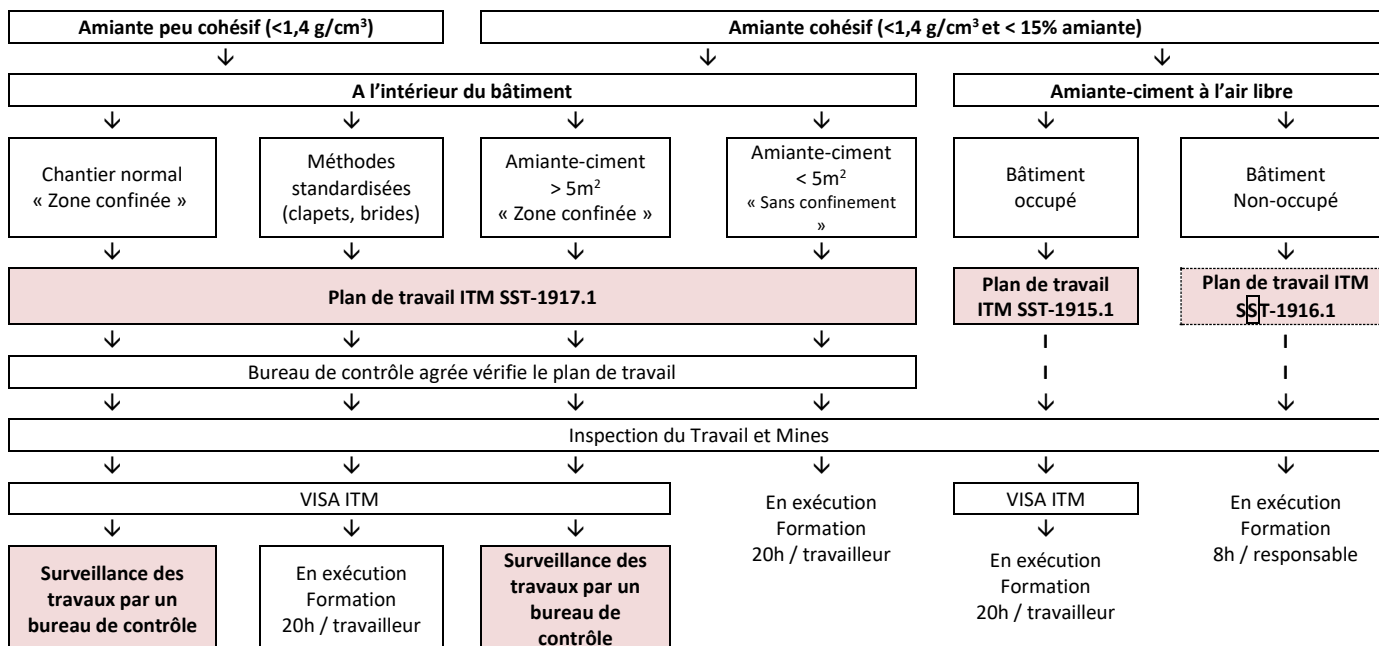 Amiante peu cohésif (<1,4 g/cm³)
Amiante cohésif (<1,4 g/cm³ et < 15% amiante)
A l’intérieur du bâtiment
Amiante-ciment à l’air libre
Chantier normal
« Zone confinée »
Méthodes
standardisées
(clapets, brides)
Amiante-ciment
> 5m²
« Zone confinée »
Amiante-ciment
< 5m²
« Sans confinement
»
Bâtiment
occupé
Bâtiment
Non-occupé
Plan de travail ITM SST-1917.1
Plan de travail
ITM SST-1915.1
Plan de travail ITM
SST-1916.1
Bureau de contrôle agrée vérifie le plan de travail
Inspection du Travail et Mines
VISA ITM
En exécution
Formation
20h / travailleur
VISA ITM
En exécution
Formation
8h / responsable
Surveillance des
travaux par un
bureau de contrôle
En exécution
Formation
20h / travailleur
Surveillance des
travaux par un
bureau de
contrôle
En exécution
Formation
20h / travailleur